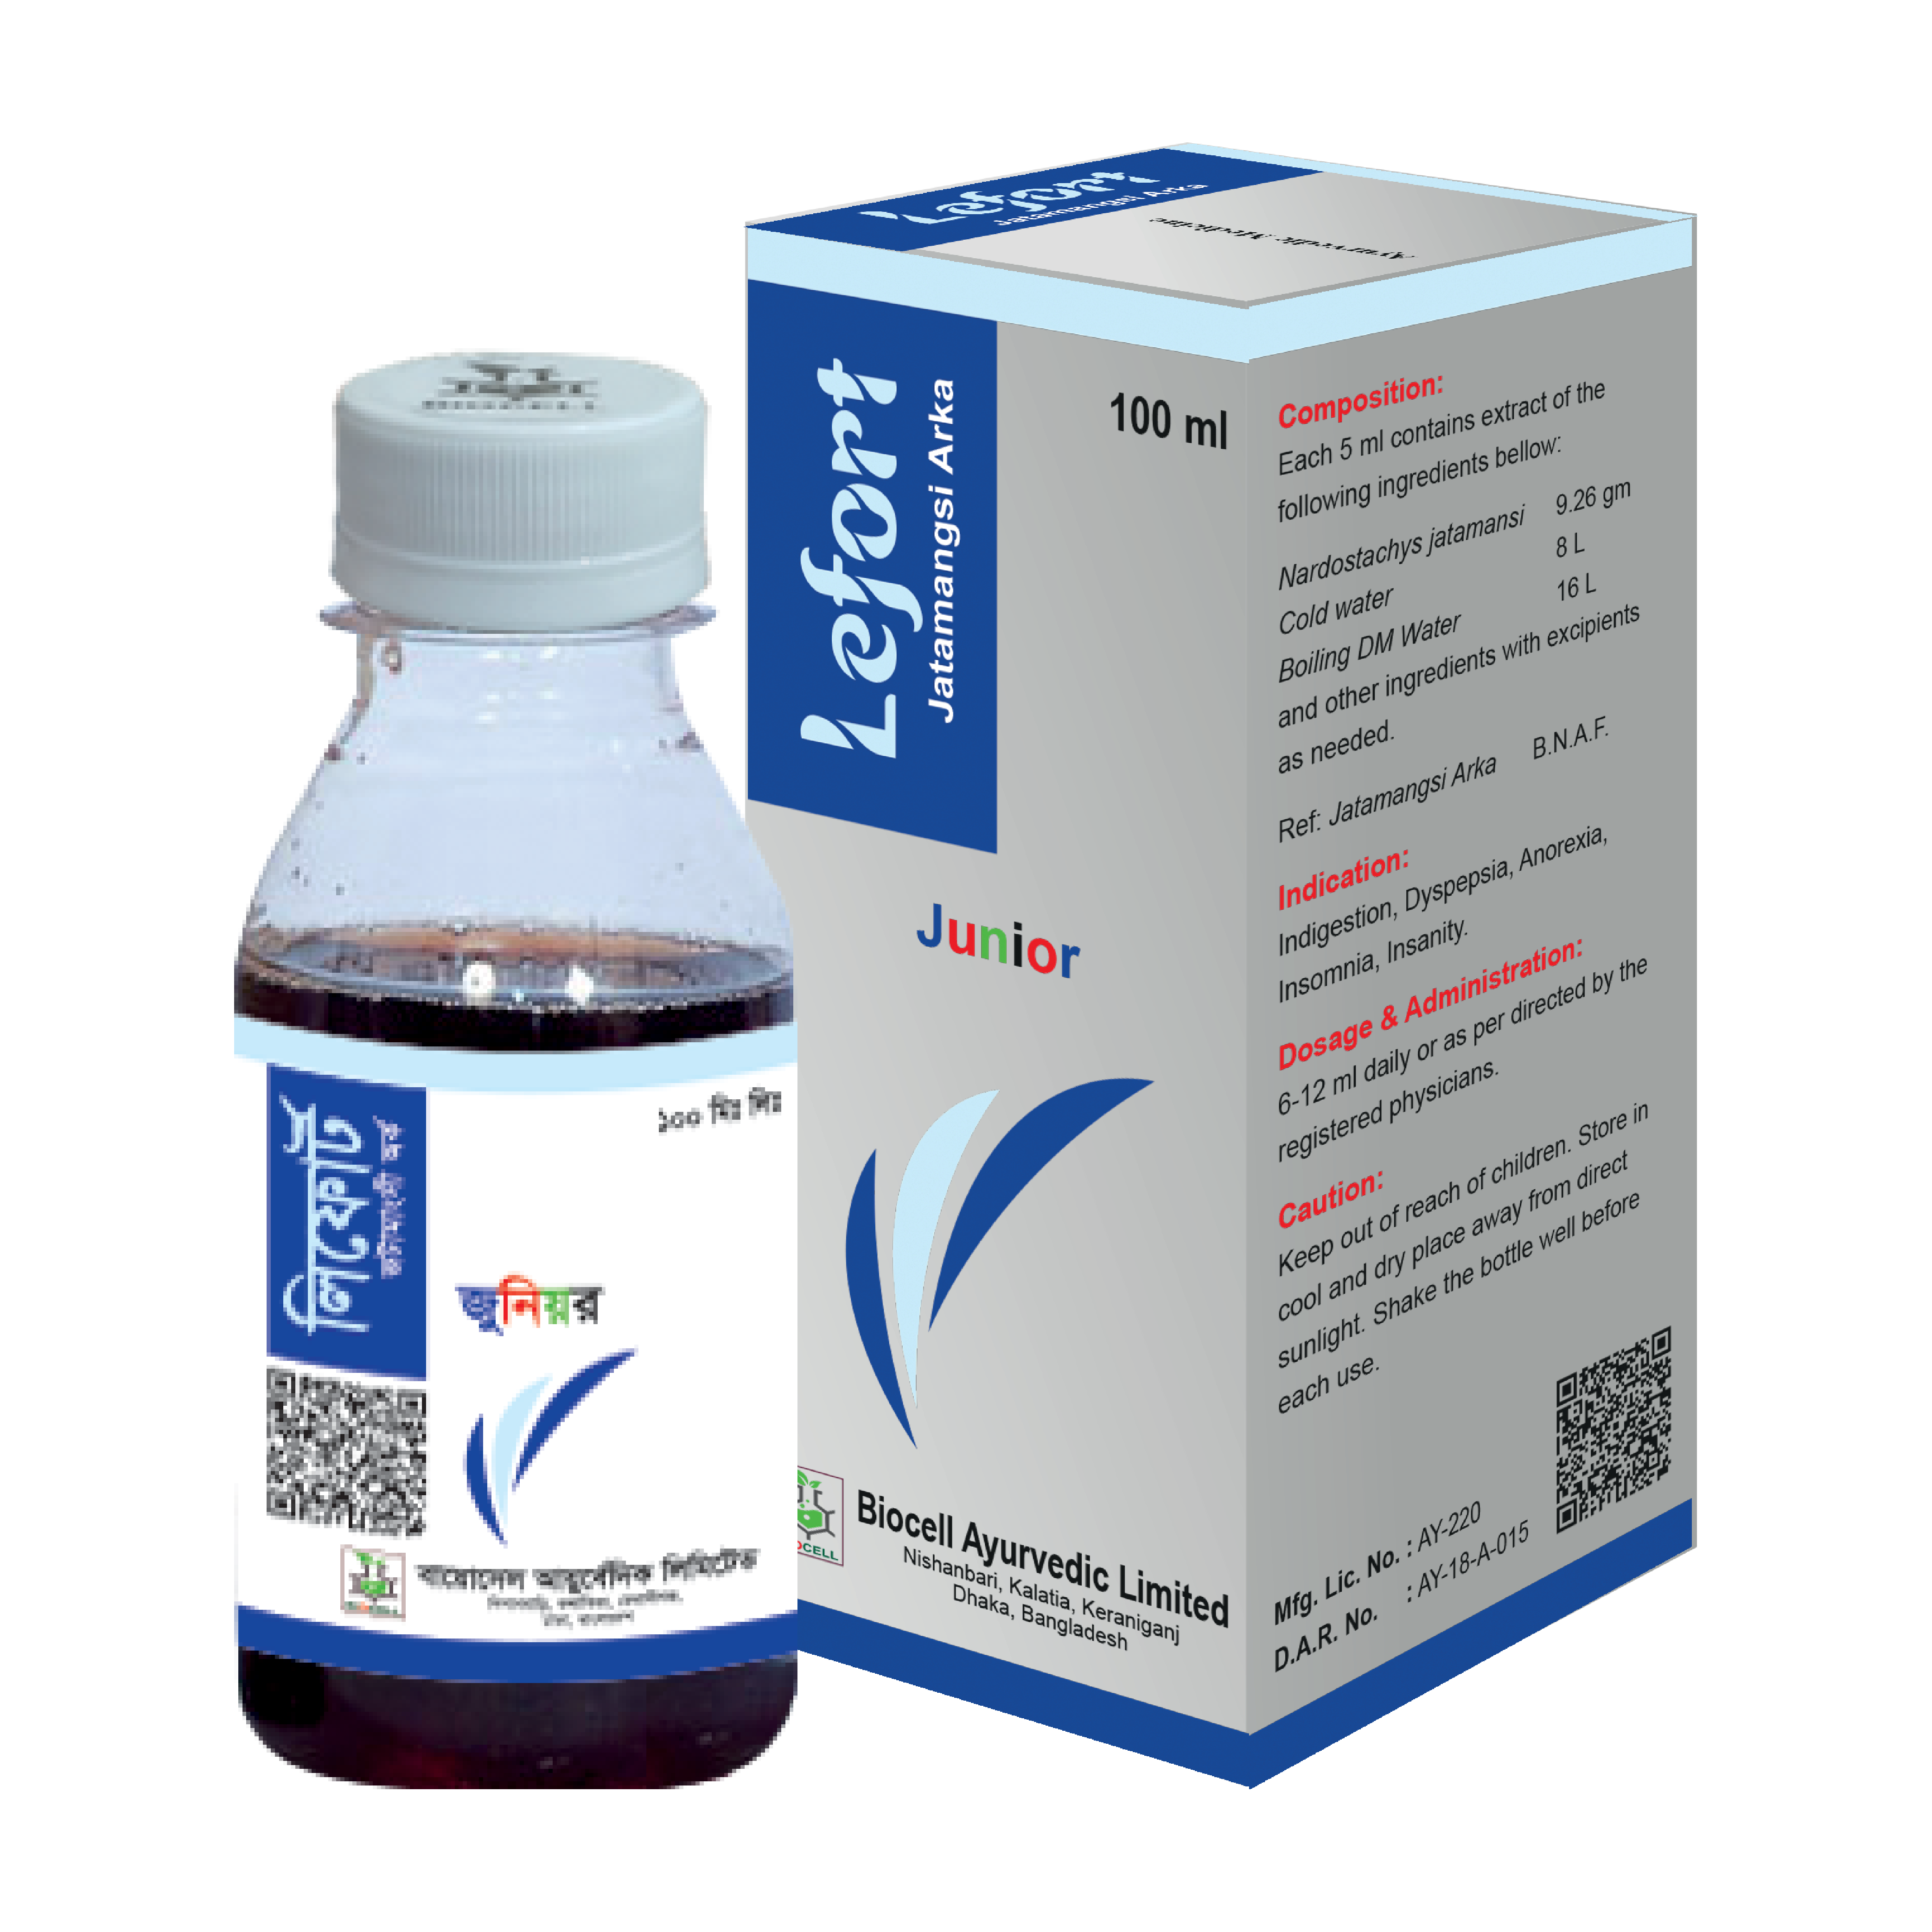 Lefort
Jatamangsi Arka
Ayurvedic Medicine
Lefort
Jatamangsi Arka
100 ml
Junior
Biocell Ayurvedic Limited
Nishanbari, Kalatia, Keraniganj
Dhaka, Bangladesh
Composition:
Each 5 ml contains extract of the
following ingredients bellow:
Nardostachys jatamansi 9.26 gm
Cold water 8 L
Boiling DM Water 16 L
and other ingredients with excipients
as needed.
Ref: Jatamangsi Arka B.N.A.F.
Indication:
Indigestion, Dyspepsia, Anorexia,
Insomnia, Insanity.
Dosage & Administration:
6-12 ml daily or as per directed by the
registered physicians.
Caution:
Keep out of reach of children. Store in
cool and dry place away from direct
sunlight. Shake the bottle well before
each use.
Mfg. Lic. No. : AY-220
D.A.R. No. : AY-18-A-015
লিফোর্ট
১০০ মিঃ লিঃ
জুনিয়র
বায়োসেল আয়ুর্বেদিক লিমিটেড